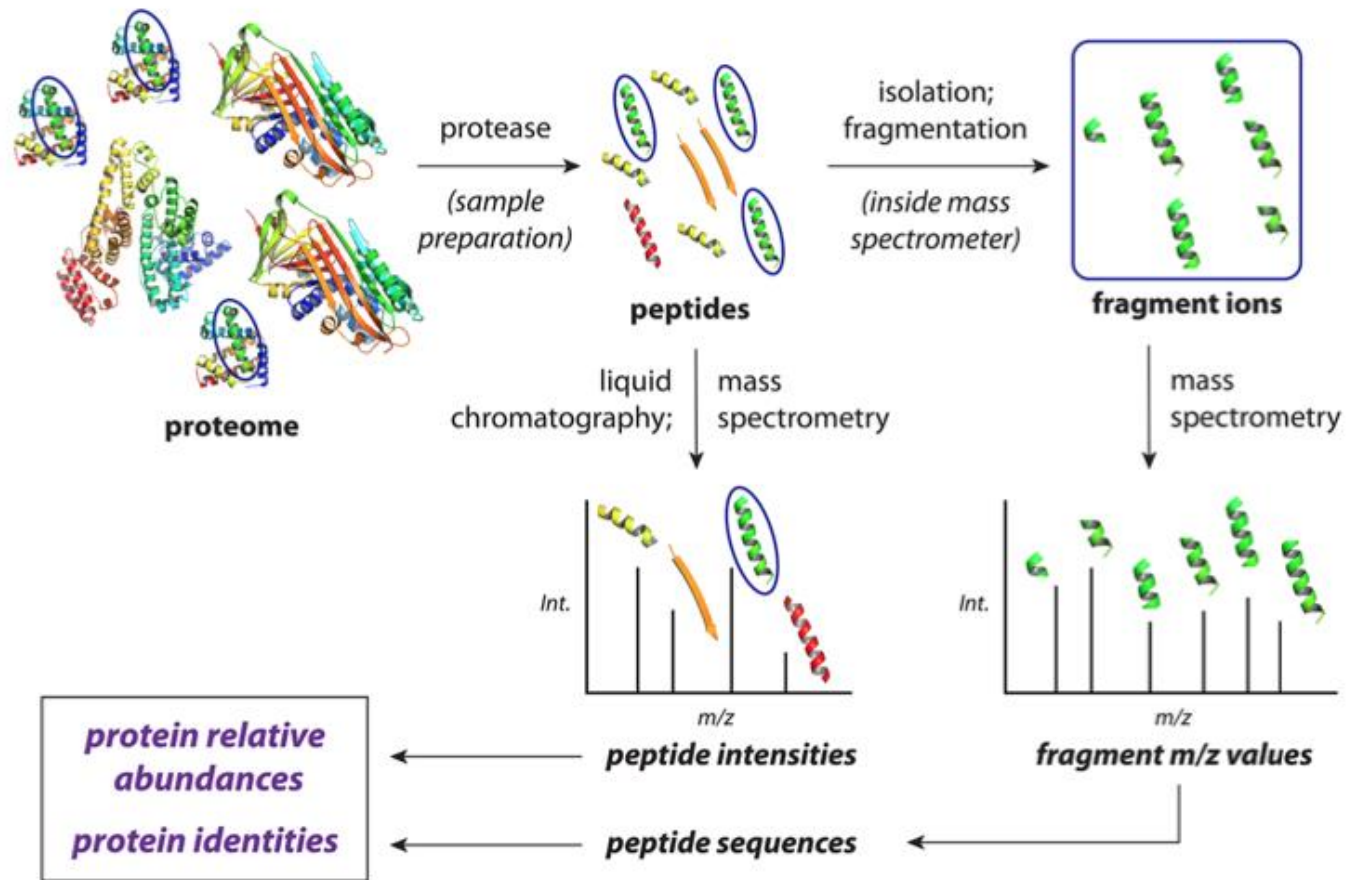 protease
(sample
preparation)
isolation;
fragmentation
(inside mass
spectrometer)
proteome
peptides
fragment ions
liquid
chromatography;
mass
spectrometry
mass
spectrometry
Int.
m/z
Int.
m/z
peptide intensities
fragment m/z values
protein relative
abundances
protein identities
peptide sequences